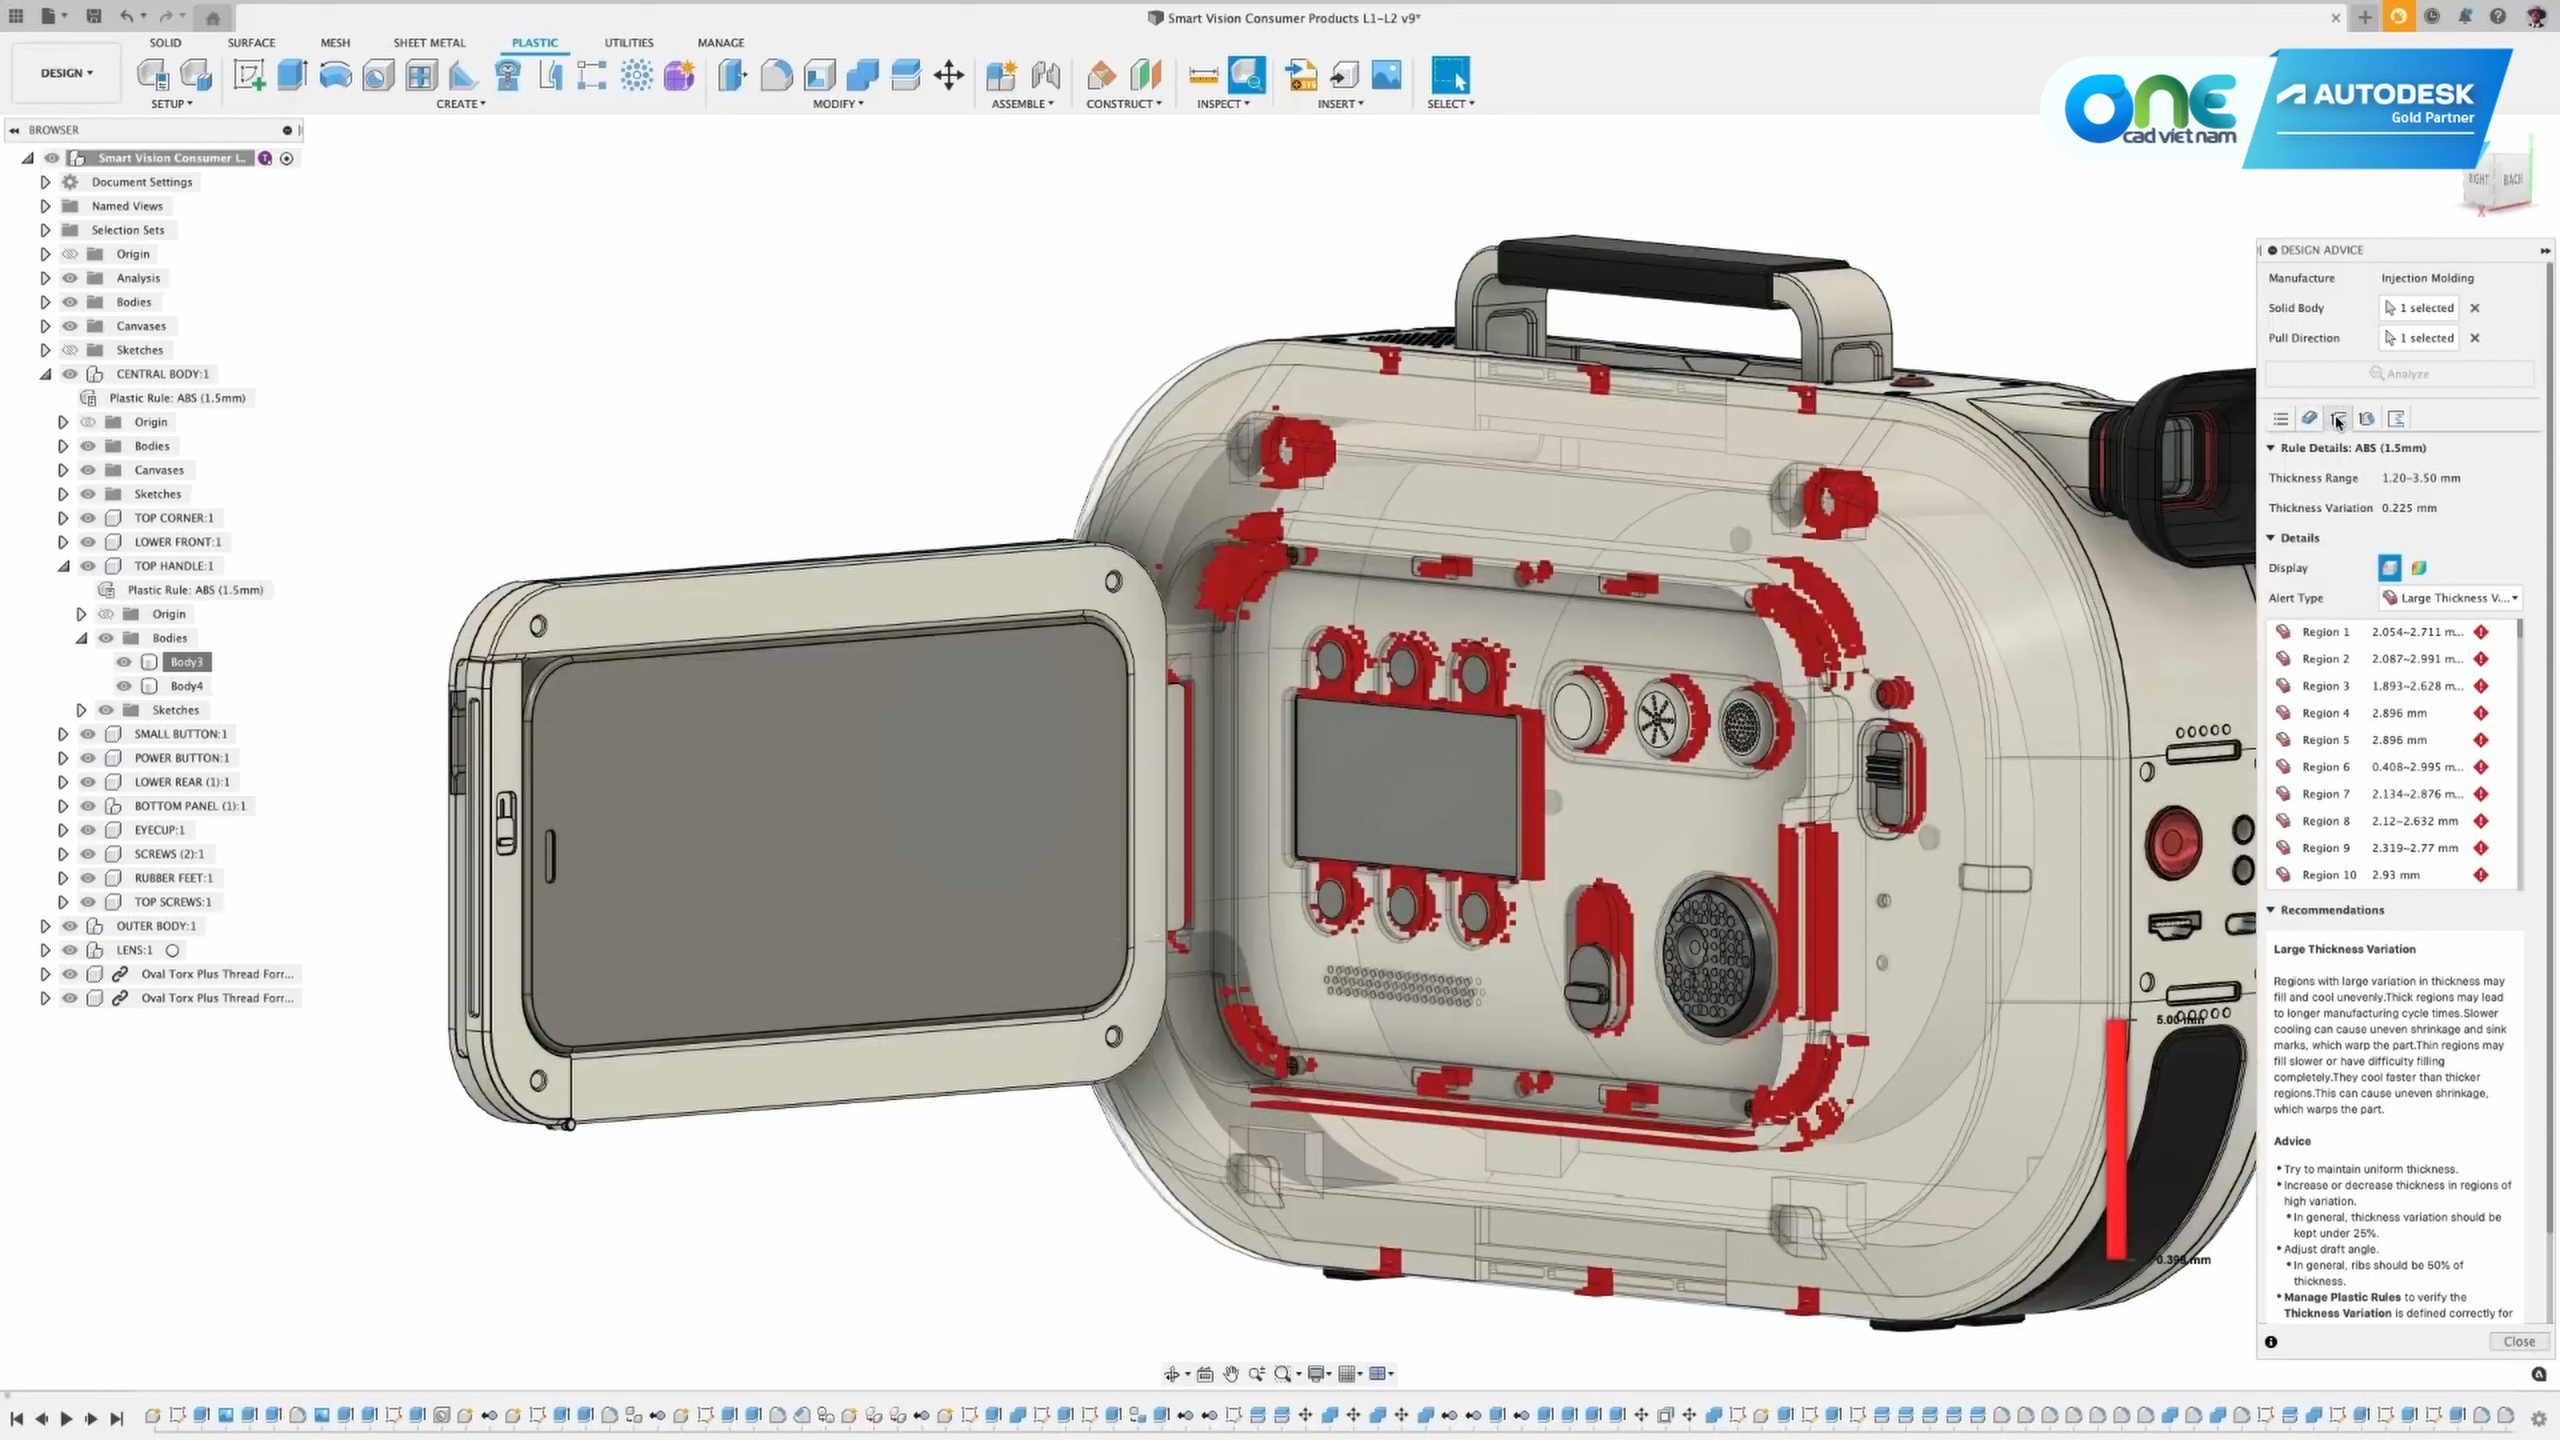 Smart Vision Consumer Products L1-L2 v9*
SOLID
SURFACE
MESH
SHEET METAL
PLASTIC
UTILITIES
MANAGE
DESIGN
SETUP
CREATE
MODIFY
ASSEMBLE
CONSTRUCT
INSPECT
INSERT
SELECT
SVG
one
cad việt nam
AUTODESK
Gold Partner
RIGHT
BACK
X
BROWSER
Smart Vision Consumer L..
Document Settings
Named Views
Selection Sets
Origin
Analysis
Bodies
Canvases
Sketches
CENTRAL BODY:1
Plastic Rule: ABS (1.5mm)
Origin
Bodies
Canvases
Sketches
TOP CORNER:1
LOWER FRONT:1
TOP HANDLE:1
Plastic Rule: ABS (1.5mm)
Origin
Bodies
Body3
Body4
Sketches
SMALL BUTTON:1
POWER BUTTON:1
LOWER REAR (1):1
BOTTOM PANEL (1):1
EYECUP:1
SCREWS (2):1
RUBBER FEET:1
TOP SCREWS:1
OUTER BODY:1
LENS:1
Oval Torx Plus Thread Forr...
Oval Torx Plus Thread Forr...
5.00 mm
DESIGN ADVICE
Manufacture Injection Molding
Solid Body 1 selected
Pull Direction 1 selected
Analyze
Rule Details: ABS (1.5mm)
Thickness Range 1.20-3.50 mm
Thickness Variation 0.225 mm
Details
Display
Alert Type Large Thickness V...
Region 1 2.054~2.711 m...
Region 2 2.087~2.991 m...
Region 3 1.893~2.628 m...
Region 4 2.896 mm
Region 5 2.896 mm
Region 6 0.408~2.995 m...
Region 7 2.134~2.876 m...
Region 8 2.12~2.632 mm
Region 9 2.319~2.77 mm
Region 10 2.93 mm
Recommendations
Large Thickness Variation
Regions with large variation in thickness may
fill and cool unevenly.Thick regions may lead
to longer manufacturing cycle times.Slower
cooling can cause uneven shrinkage and sink
marks, which warp the part.Thin regions may
fill slower or have difficulty filling
completely.They cool faster than thicker
regions.This can cause uneven shrinkage,
which warps the part.
Advice
• Try to maintain uniform thickness.
• Increase or decrease thickness in regions of
high variation.
• In general, thickness variation should be
kept under 25%.
• Adjust draft angle.
• In general, ribs should be 50% of
thickness.
• Manage Plastic Rules to verify the
Thickness Variation is defined correctly for
Close